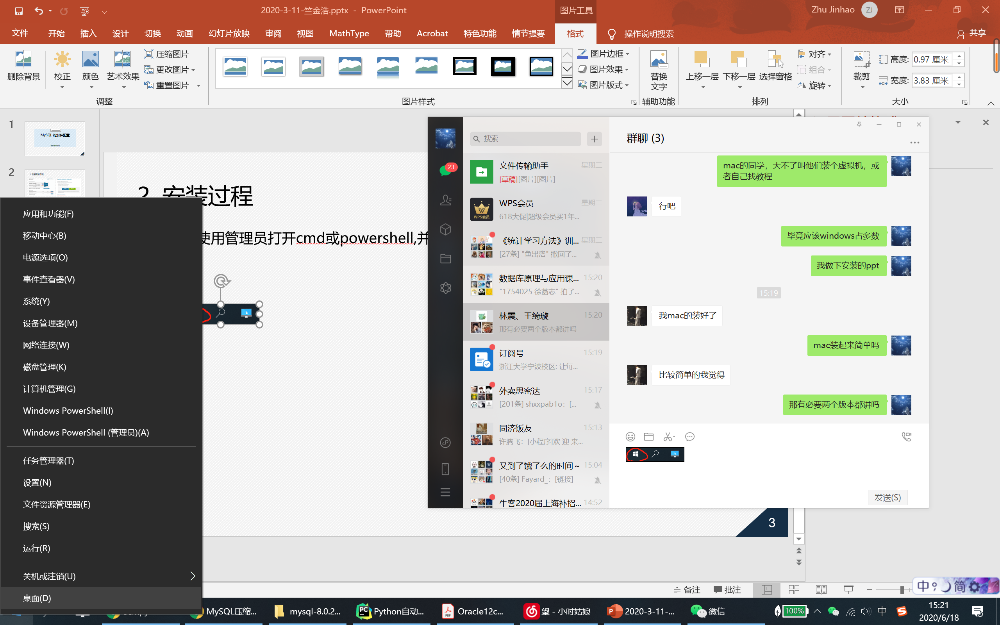 2020-3-11-竺金浩.pptx - PowerPoint
图片工具
Zhu Jinhao
ZJ
文件
开始
插入
设计
切换
动画
幻灯片放映
审阅
视图
MathType
帮助
Acrobat
特色功能
情节提要
格式
操作说明搜索
共享
删除背景
校正
颜色
艺术效果
压缩图片
更改图片
重置图片
调整
图片样式
图片边框
图片效果
图片版式
替换
文字
辅助功能
上移一层
下移一层
选择窗格
对齐
组合
旋转
排列
裁剪
高度: 0.97 厘米
宽度: 3.83 厘米
大小
1
MySQL 的安装配置
2
2. 安装过程
使用管理员打开cmd或powershell,并
3
应用和功能(F)
移动中心(B)
电源选项(O)
事件查看器(V)
系统(Y)
设备管理器(M)
网络连接(W)
磁盘管理(K)
计算机管理(G)
Windows PowerShell(I)
Windows PowerShell (管理员)(A)
任务管理器(T)
设置(N)
文件资源管理器(E)
搜索(S)
运行(R)
关机或注销(U)
桌面(D)
23
搜索
文件传输助手 星期二
[草稿][图片][图片]
WPS会员 星期二
WPS会员
618大促|超级会员买1年...
《统计学习方法》训... 星期二
[27条] "鱼出洛" 撤回了...
数据库原理与应用课... 15:20
"1754025 徐菡志" 拍了...
林震、王绮璇 15:20
那有必要两个版本都讲吗
订阅号 15:19
浙江大学宁波校区: 让每...
外卖思密达 15:17
[201条] shxxpab1o：[...
同济饭友 15:13
许腾飞：[小程序]欢 迎 来...
又到了饿了么的时间～ 15:04
[40条] Fayard_：[链接]
牛客2020届上海补招... 14:52
群聊 (3)
mac的同学，大不了叫他们装个虚拟机，或
者自己找教程
行吧
毕竟应该windows占多数
我做下安装的ppt
15:19
我mac的装好了
mac装起来简单吗
比较简单的我觉得
那有必要两个版本都讲吗
发送(S)
备注
批注
中
简
MySQL压缩...
mysql-8.0.2...
PC
Python自动...
PDF
Oracle12c...
望 - 小时姑娘
P
2020-3-11-...
微信
100%
中
S
15:21
2020/6/18